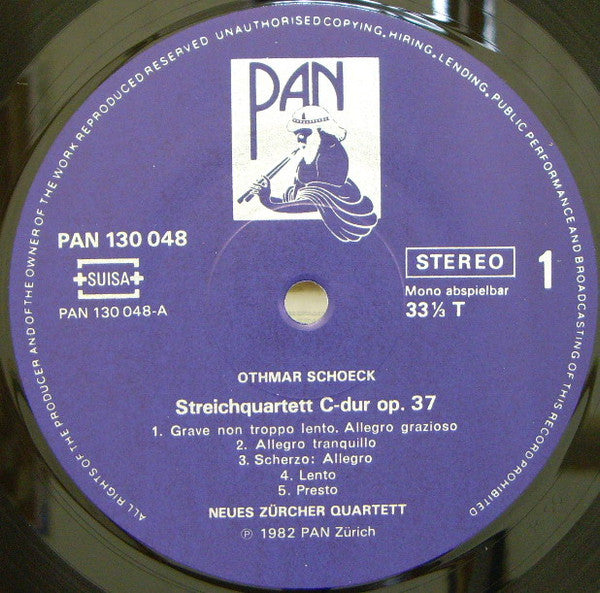 ALL RIGHTS OF THE PRODUCER AND OF THE OWNER OF THE WORK REPRODUCED RESERVED UNAUTHORISED COPYING, HIRING, LENDING, PUBLIC PERFORMANCE AND BROADCASTING OF THIS RECORD PROHIBITED
PAN
PAN 130 048
SUISA
PAN 130 048-A
STEREO
1
Mono abspielbar
33⅓ T
OTHMAR SCHOECK
Streichquartett C-dur op. 37
1. Grave non troppo lento. Allegro grazioso
2. Allegro tranquillo
3. Scherzo: Allegro
4. Lento
5. Presto
NEUES ZÜRCHER QUARTETT
Ⓟ 1982 PAN Zürich